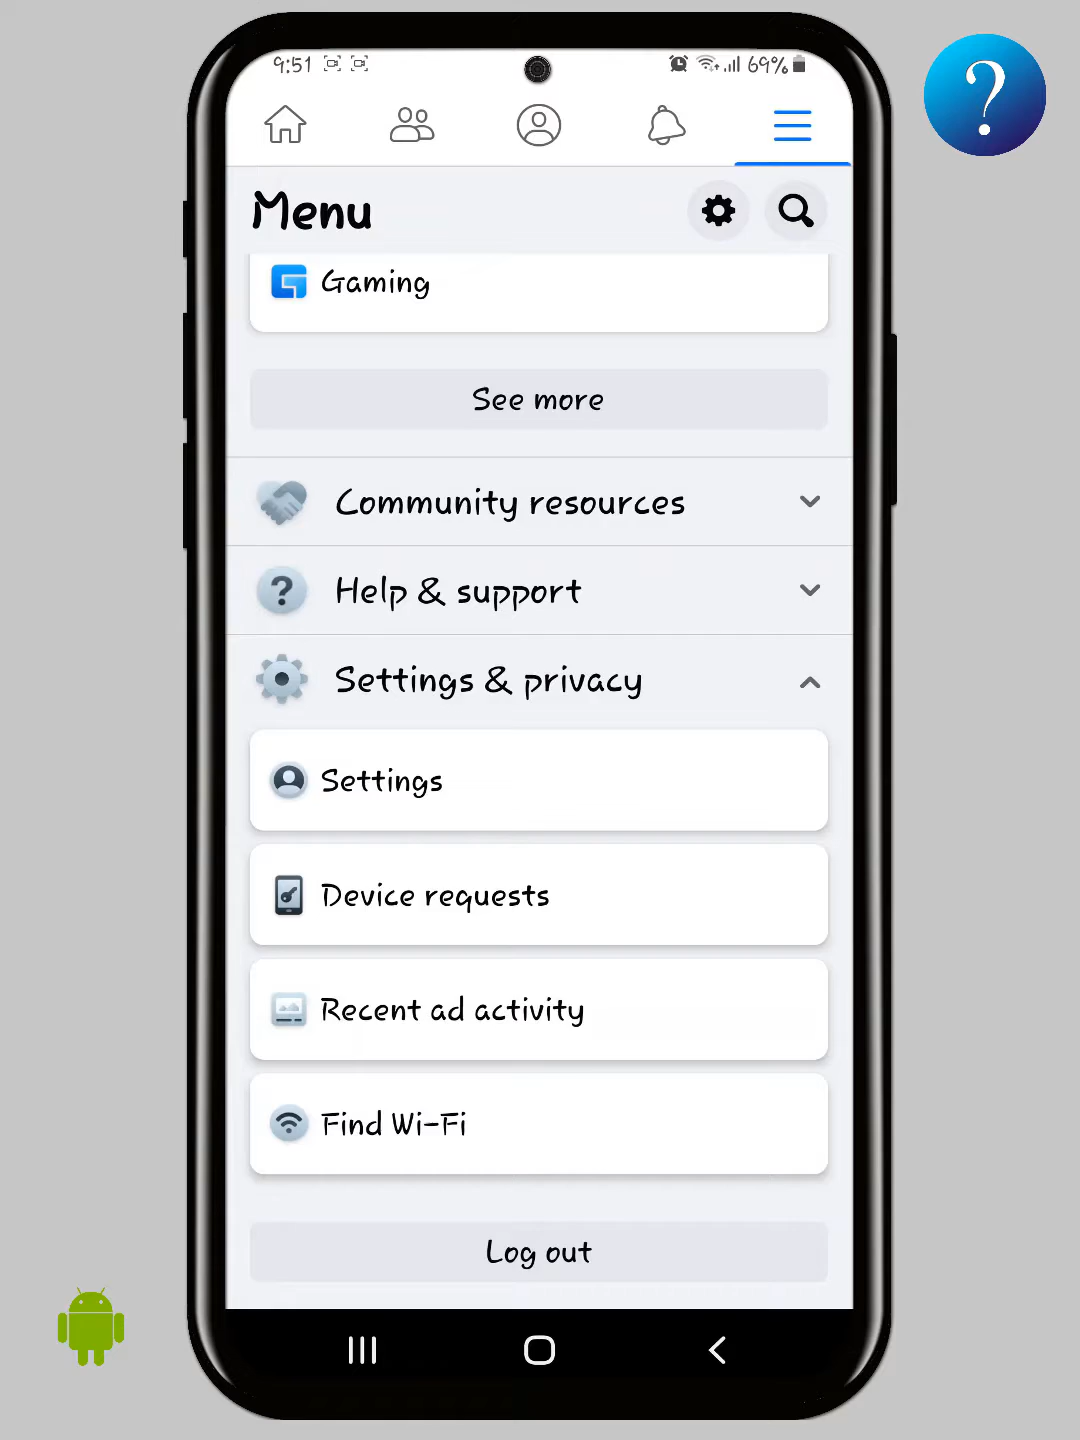 9:51 69%
?
Menu
Gaming
See more
Community resources
? Help & support
Settings & privacy
Settings
Device requests
Recent ad activity
Find Wi-Fi
Log out